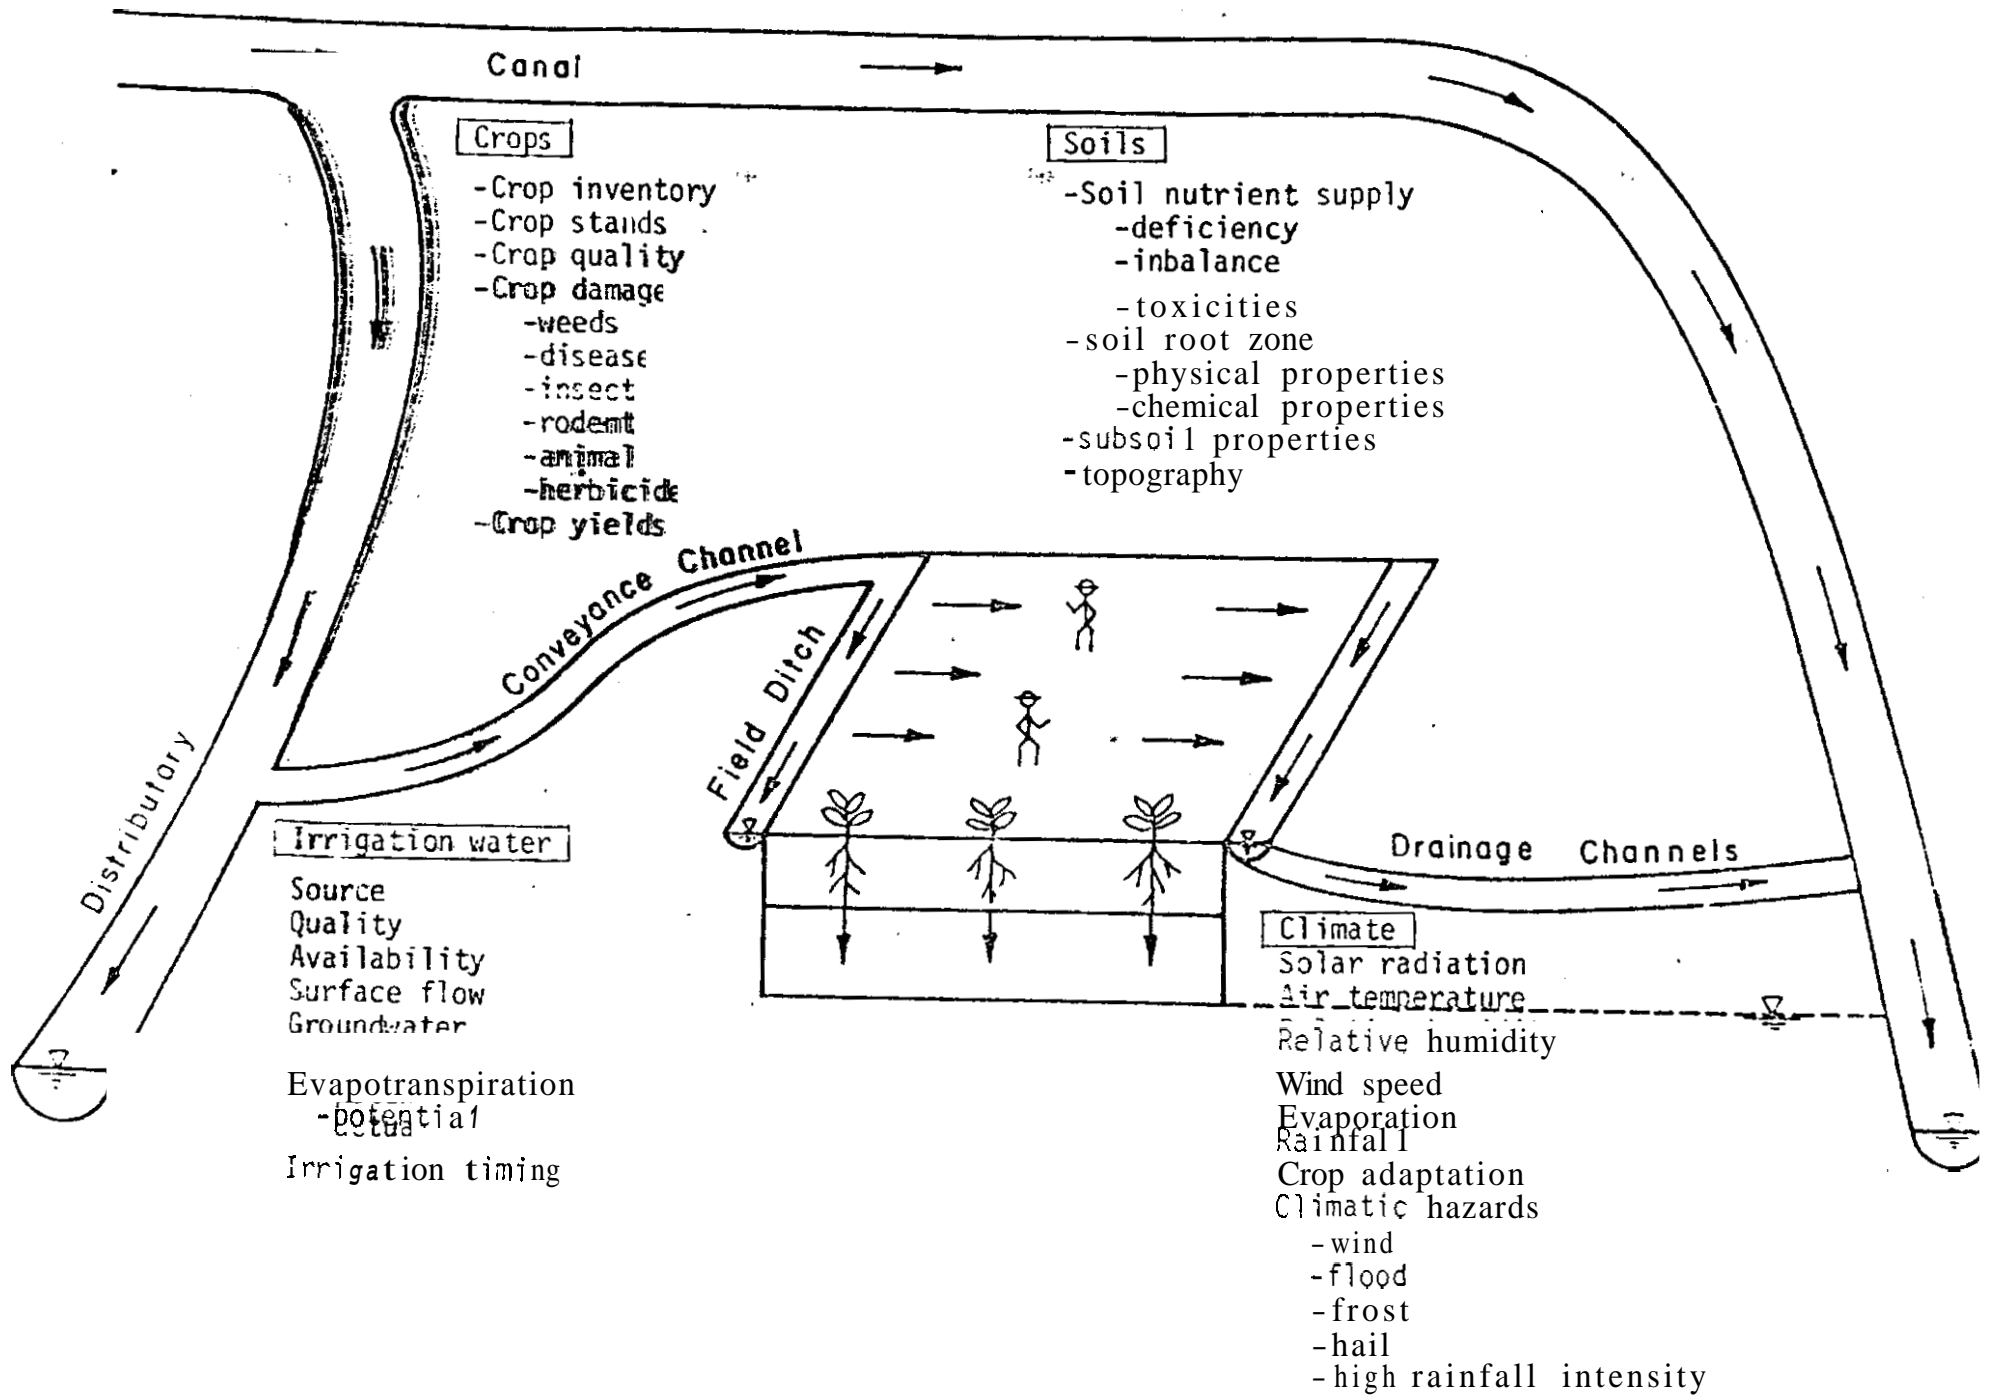 Canal
Crops
-Crop inventory
-Crop stands
-Crop quality
-Crop damage
-weeds
-disease
-insect
-rodent
-animal
-herbicide
-Crop yields
Soils
-Soil nutrient supply
-deficiency
-inbalance
-toxicities
-soil root zone
-physical properties
-chemical properties
-subsoil properties
-topography
Conveyance Channel
Field Ditch
Distributory
Irrigation water
Source
Quality
Availability
Surface flow
Groundwater
Evapotranspiration
-potential
Irrigation timing
Drainage Channels
Climate
Solar radiation
Air temperature
Relative humidity
Wind speed
Evaporation
Rainfall
Crop adaptation
Climatic hazards
-wind
-flood
-frost
-hail
-high rainfall intensity